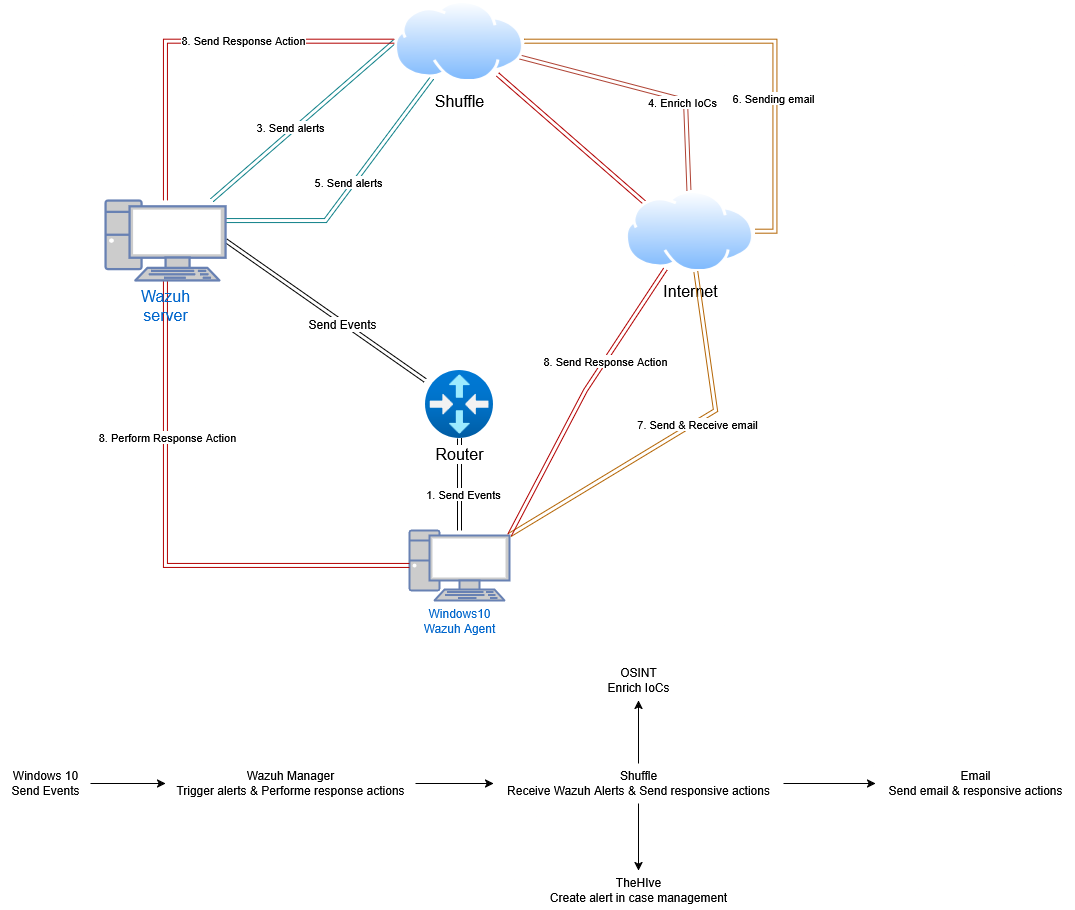 8. Send Response Action
Shuffle
3. Send alerts
4. Enrich IoCs
6. Sending email
5. Send alerts
Wazuh
server
Internet
Send Events
8. Send Response Action
7. Send & Receive email
8. Perform Response Action
Router
1. Send Events
Windows10
Wazuh Agent
OSINT
Enrich IoCs
Windows 10
Send Events
Wazuh Manager
Trigger alerts & Performe response actions
Shuffle
Receive Wazuh Alerts & Send responsive actions
Email
Send email & responsive actions
TheHIve
Create alert in case management